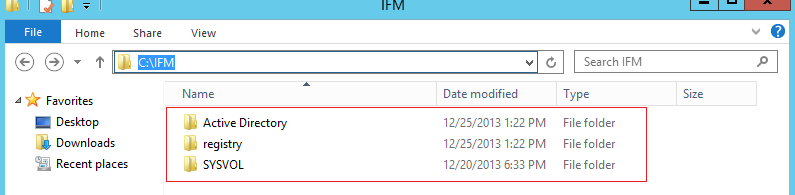 IFM
File Home Share View
C:\IFM Search IFM
Name Date modified Type Size
Favorites
Desktop
Downloads
Recent places
Active Directory 12/25/2013 1:22 PM File folder
registry 12/25/2013 1:22 PM File folder
SYSVOL 12/20/2013 6:33 PM File folder